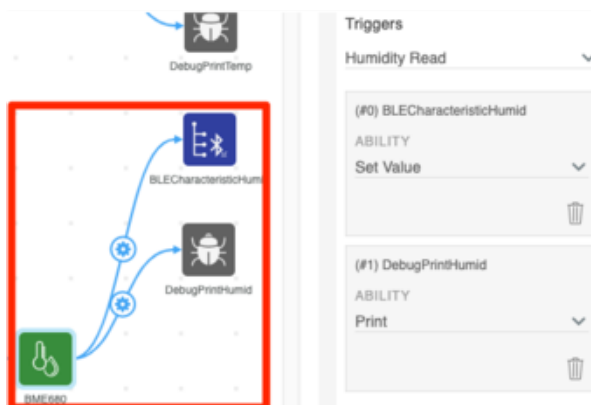 DebugPrintTemp
BLECharacteristicHumi
DebugPrintHumid
BME680
Triggers
Humidity Read
(#0) BLECharacteristicHumid
ABILITY
Set Value
(#1) DebugPrintHumid
ABILITY
Print